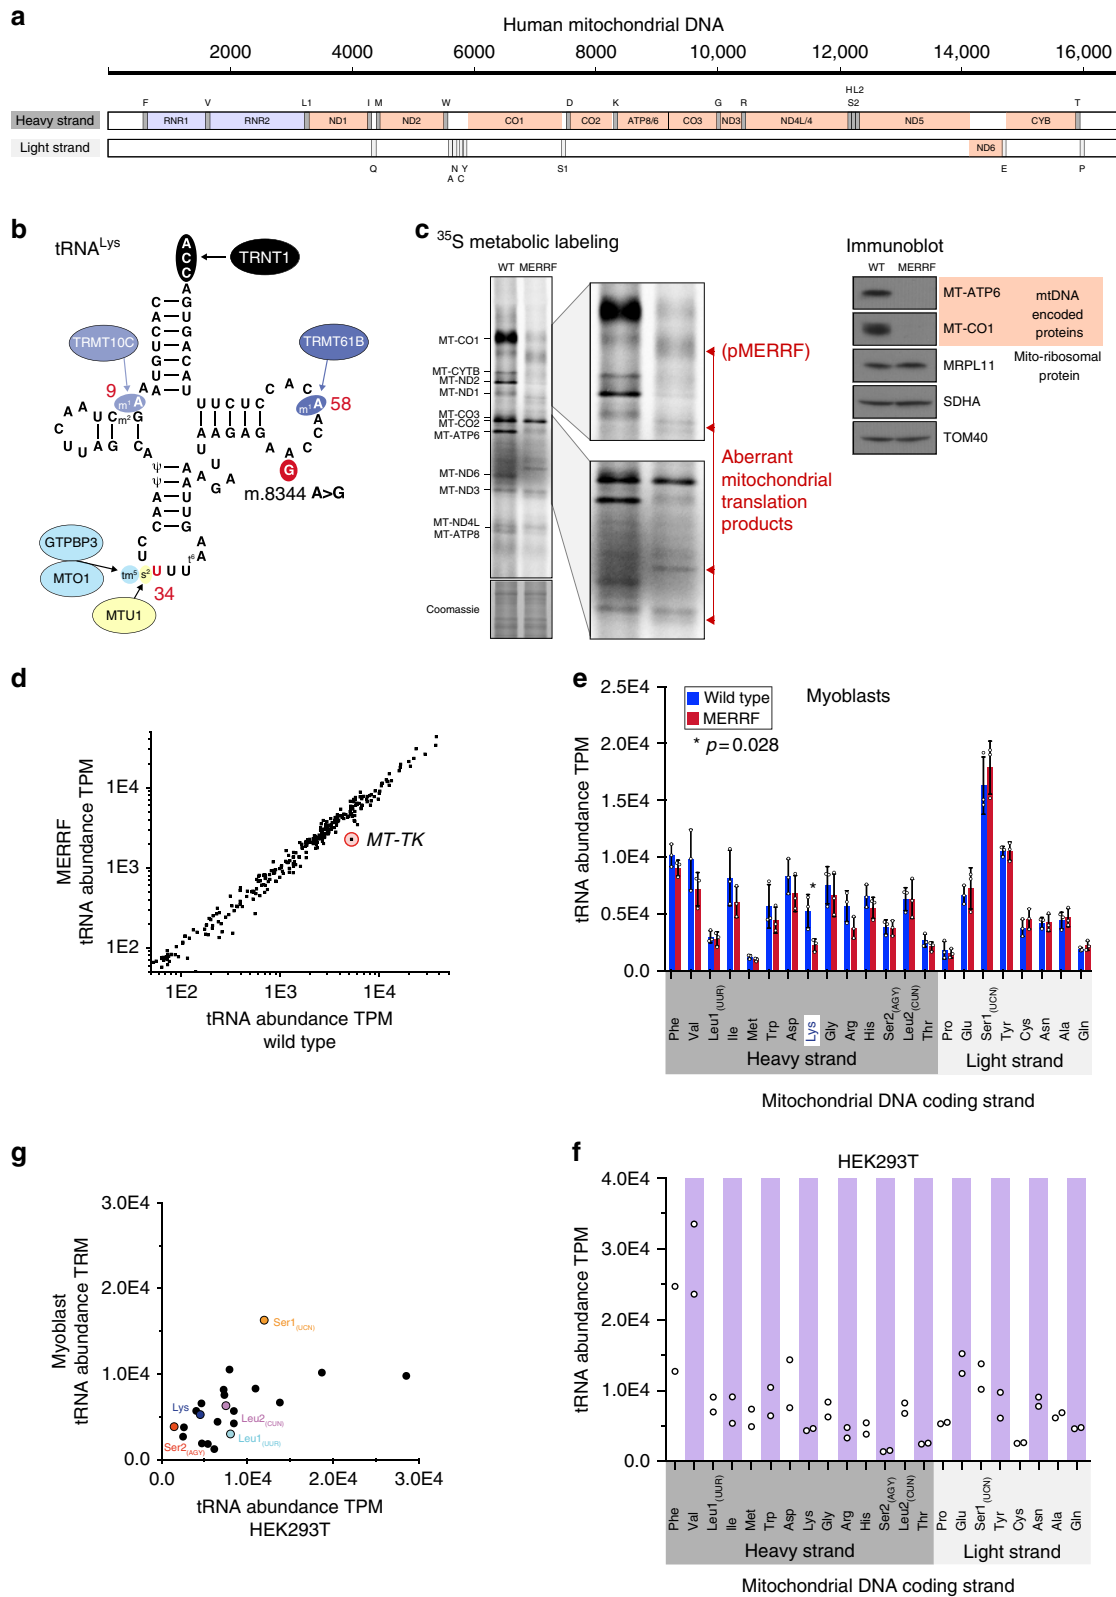 a
Human mitochondrial DNA
2000 4000 6000 8000 10,000 12,000 14,000 16,000
H L2
F V L1 I M W D K G R S2 T
Heavy strand RNR1 RNR2 ND1 ND2 CO1 CO2 ATP8/6 CO3 ND3 ND4L/4 ND5 CYB
Light strand ND6
Q N Y S1 E P
A C
b
tRNALys
A
C
C
TRNT1
TRMT10C
TRMT61B
9
58
m1 A
m1 A
m2
G
m.8344 A>G
GTPBP3
MTO1
MTU1
tm5 s2 U U U t6
34
c
35S metabolic labeling
WT MERRF
MT-CO1
MT-CYTB
MT-ND2
MT-ND1
MT-CO3
MT-CO2
MT-ATP6
MT-ND6
MT-ND3
MT-ND4L
MT-ATP8
Coomassie
(pMERRF)
Aberrant
mitochondrial
translation
products
Immunoblot
WT MERRF
MT-ATP6
MT-CO1
mtDNA
encoded
proteins
MRPL11
Mito-ribosomal
protein
SDHA
TOM40
d
MERRF
tRNA abundance TPM
1E4
1E3
1E2
MT-TK
1E2 1E3 1E4
tRNA abundance TPM
wild type
e
tRNA abundance TPM
2.5E4
2.0E4
1.5E4
1.0E4
0.5E4
0.0
Wild type
MERRF
* p=0.028
Myoblasts
*
Phe Val Leu1(UUR) Ile Met Trp Asp Lys Gly Arg His Ser2(AGY) Leu2(CUN) Thr Pro Glu Ser1(UCN) Tyr Cys Asn Ala Gln
Heavy strand Light strand
Mitochondrial DNA coding strand
g
Myoblast
tRNA abundance TRM
3.0E4
2.0E4
1.0E4
0.0
Ser1(UCN)
Lys
Leu2(CUN)
Leu1(UUR)
Ser2(AGY)
0.0 1.0E4 2.0E4 3.0E4
tRNA abundance TPM
HEK293T
f
HEK293T
tRNA abundance TPM
4.0E4
3.0E4
2.0E4
1.0E4
0.0
Phe Val Leu1(UUR) Ile Met Trp Asp Lys Gly Arg His Ser2(AGY) Leu2(CUN) Thr Pro Glu Ser1(UCN) Tyr Cys Asn Ala Gln
Heavy strand Light strand
Mitochondrial DNA coding strand